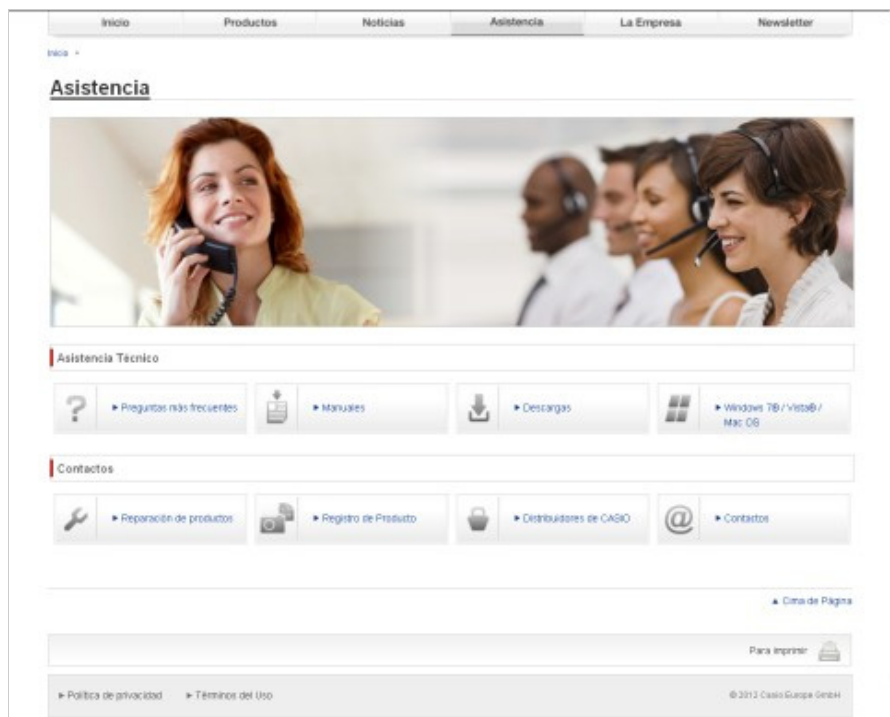 Inicio Productos Noticias Asistencia La Empresa Newsletter
Inicio
Asistencia
Asistencia Técnico
Preguntas más frecuentes Manuales Descargas Windows 7® / Vista® /
Mac OS
Contactos
Reparación de productos Registro de Producto Distribuidores de CASIO @ Contactos
Cima de Página
Para imprimir
Política de privacidad Términos del Uso © 2012 Casio Europe GmbH